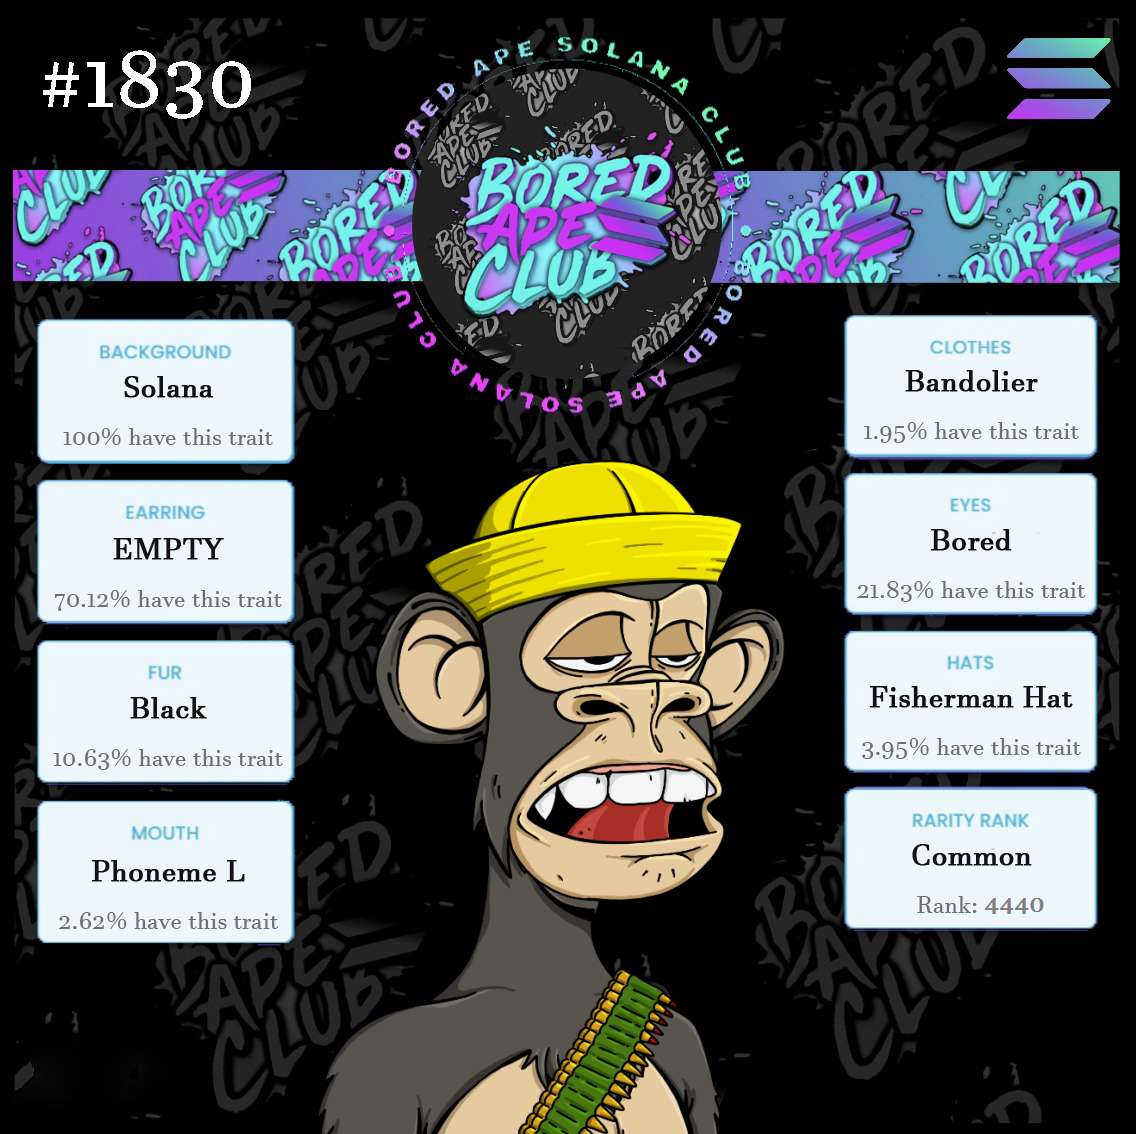 #1830
BORED APE SOLANA CLUB
BORED APE SOLANA CLUB
BORED
APE
CLUB
BACKGROUND
Solana
100% have this trait
EARRING
EMPTY
70.12% have this trait
FUR
Black
10.63% have this trait
MOUTH
Phoneme L
2.62% have this trait
CLOTHES
Bandolier
1.95% have this trait
EYES
Bored
21.83% have this trait
HATS
Fisherman Hat
3.95% have this trait
RARITY RANK
Common
Rank: 4440